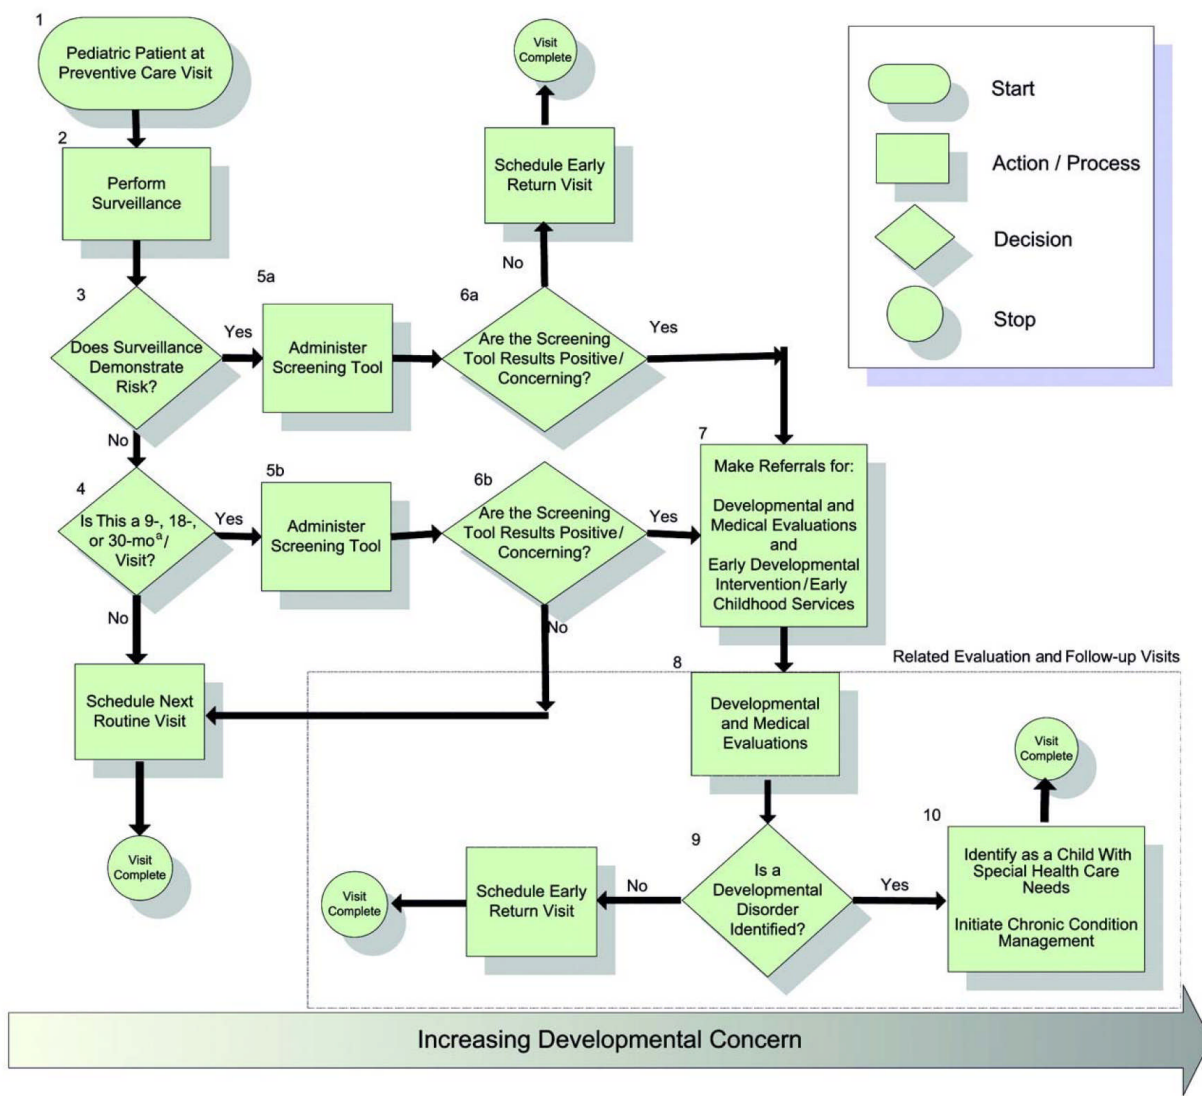 1
Pediatric Patient at
Preventive Care Visit
2
Perform
Surveillance
3
Does Surveillance
Demonstrate
Risk?
Yes
No
5a
Administer
Screening Tool
6a
Are the Screening
Tool Results Positive/
Concerning?
No
Yes
Schedule Early
Return Visit
Visit
Complete
Start
Action / Process
Decision
Stop
4
Is This a 9-, 18-,
or 30-moᵃ/
Visit?
Yes
No
5b
Administer
Screening Tool
6b
Are the Screening
Tool Results Positive/
Concerning?
Yes
No
7
Make Referrals for:
Developmental and
Medical Evaluations
and
Early Developmental
Intervention/Early
Childhood Services
Schedule Next
Routine Visit
Visit
Complete
Related Evaluation and Follow-up Visits
8
Developmental
and Medical
Evaluations
9
Is a
Developmental
Disorder
Identified?
No
Yes
Schedule Early
Return Visit
Visit
Complete
10
Identify as a Child With
Special Health Care
Needs
Initiate Chronic Condition
Management
Visit
Complete
Increasing Developmental Concern